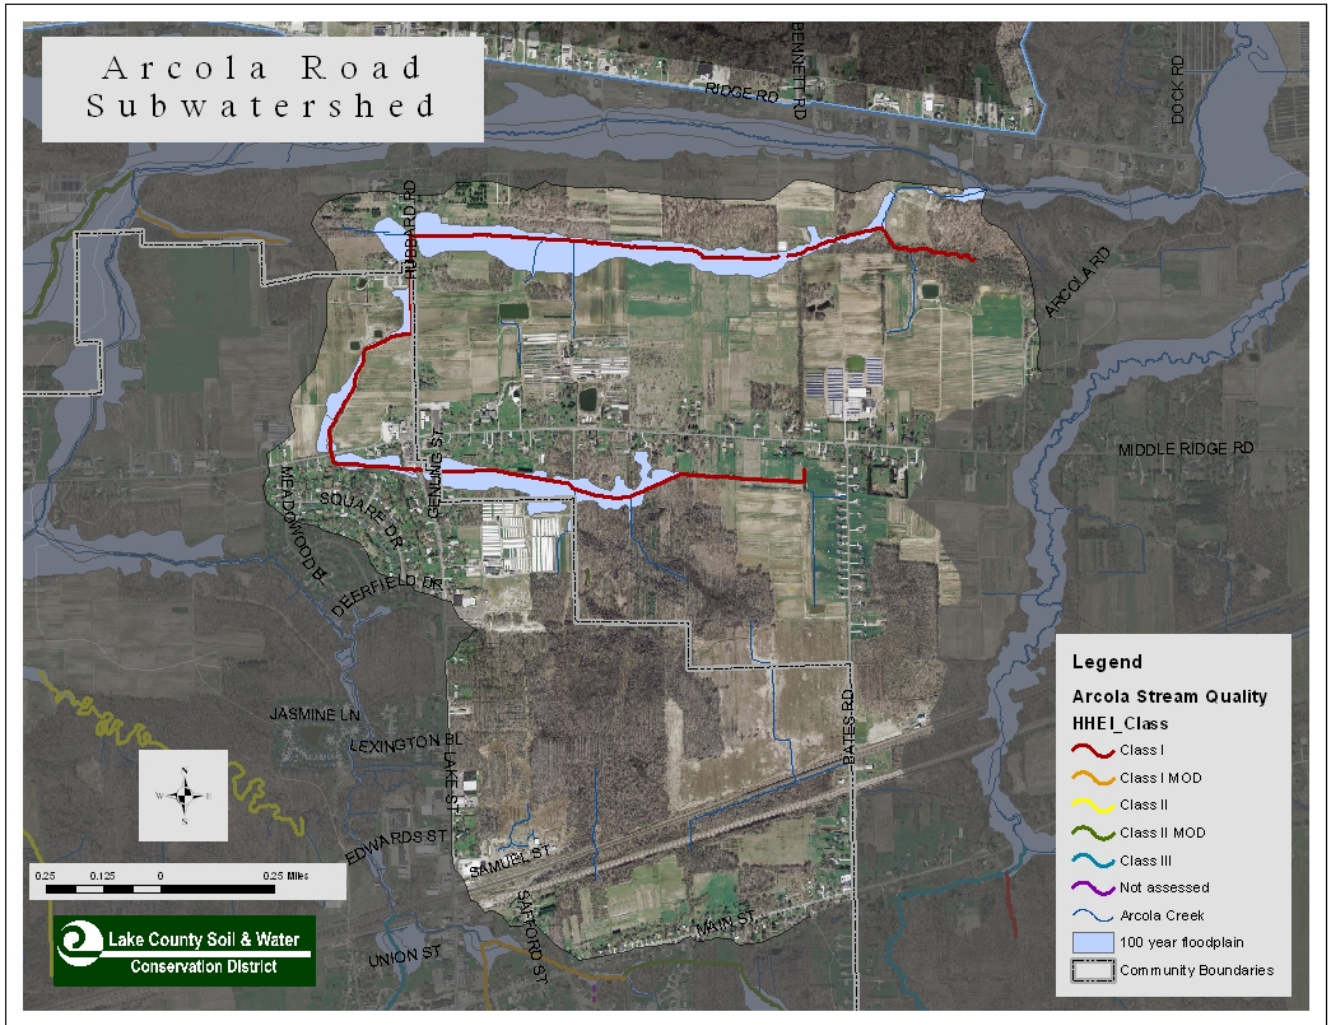 Arcola Road
Subwatershed
BENNETT RD
RIDGE RD
DOCK RD
HUBBARD RD
ARCOLA RD
MIDDLE RIDGE RD
GENUNG ST
MEADOWOOD
SQUARE DR
DEERFIELD DR
JASMINE LN
LEXINGTON BL
LAKE ST
BATES RD
EDWARDS ST
SAMUEL ST
SAFFORD ST
MAIN ST
UNION ST
N
W E
S
0.25 0.125 0 0.25 Miles
Lake County Soil & Water
Conservation District
Legend
Arcola Stream Quality
HHEI_Class
Class I
Class I MOD
Class II
Class II MOD
Class III
Not assessed
Arcola Creek
100 year floodplain
Community Boundaries